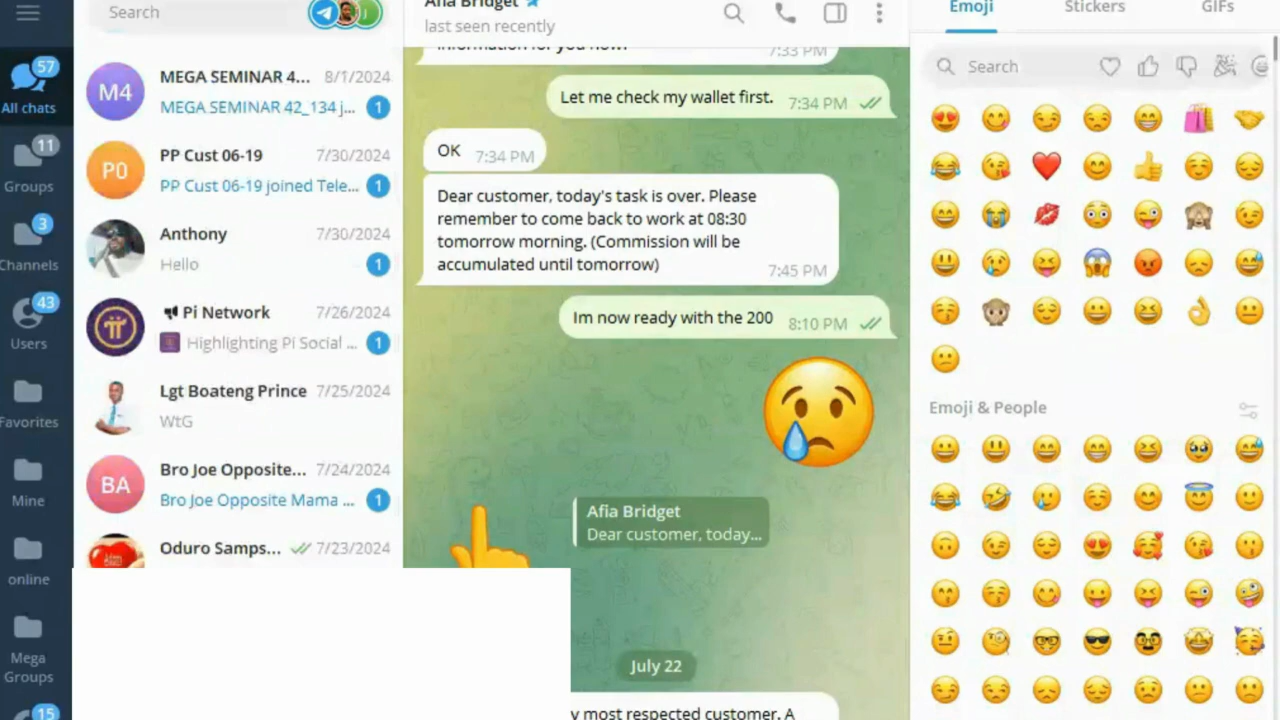 Search
57
All chats
11
Groups
3
Channels
43
Users
Favorites
Mine
online
Mega
Groups
15
M4
MEGA SEMINAR 4... 8/1/2024
MEGA SEMINAR 42_134 j... 1
P0
PP Cust 06-19 7/30/2024
PP Cust 06-19 joined Tele... 1
Anthony 7/30/2024
Hello 1
Pi Network 7/26/2024
Highlighting Pi Social ... 1
Lgt Boateng Prince 7/25/2024
WtG
BA
Bro Joe Opposite... 7/24/2024
Bro Joe Opposite Mama ... 1
Oduro Samps... 7/23/2024
Afia Bridget
last seen recently
information for you now. 7:33 PM
Let me check my wallet first. 7:34 PM
OK 7:34 PM
Dear customer, today's task is over. Please
remember to come back to work at 08:30
tomorrow morning. (Commission will be
accumulated until tomorrow) 7:45 PM
Im now ready with the 200 8:10 PM
Afia Bridget
Dear customer, today...
July 22
y most respected customer. A
Emoji Stickers GIFs
Search
Emoji & People